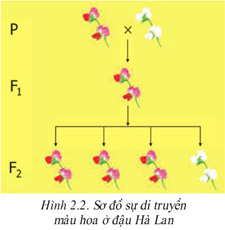 P
×
F1
F2
Hình 2.2. Sơ đồ sự di truyền
màu hoa ở đậu Hà Lan